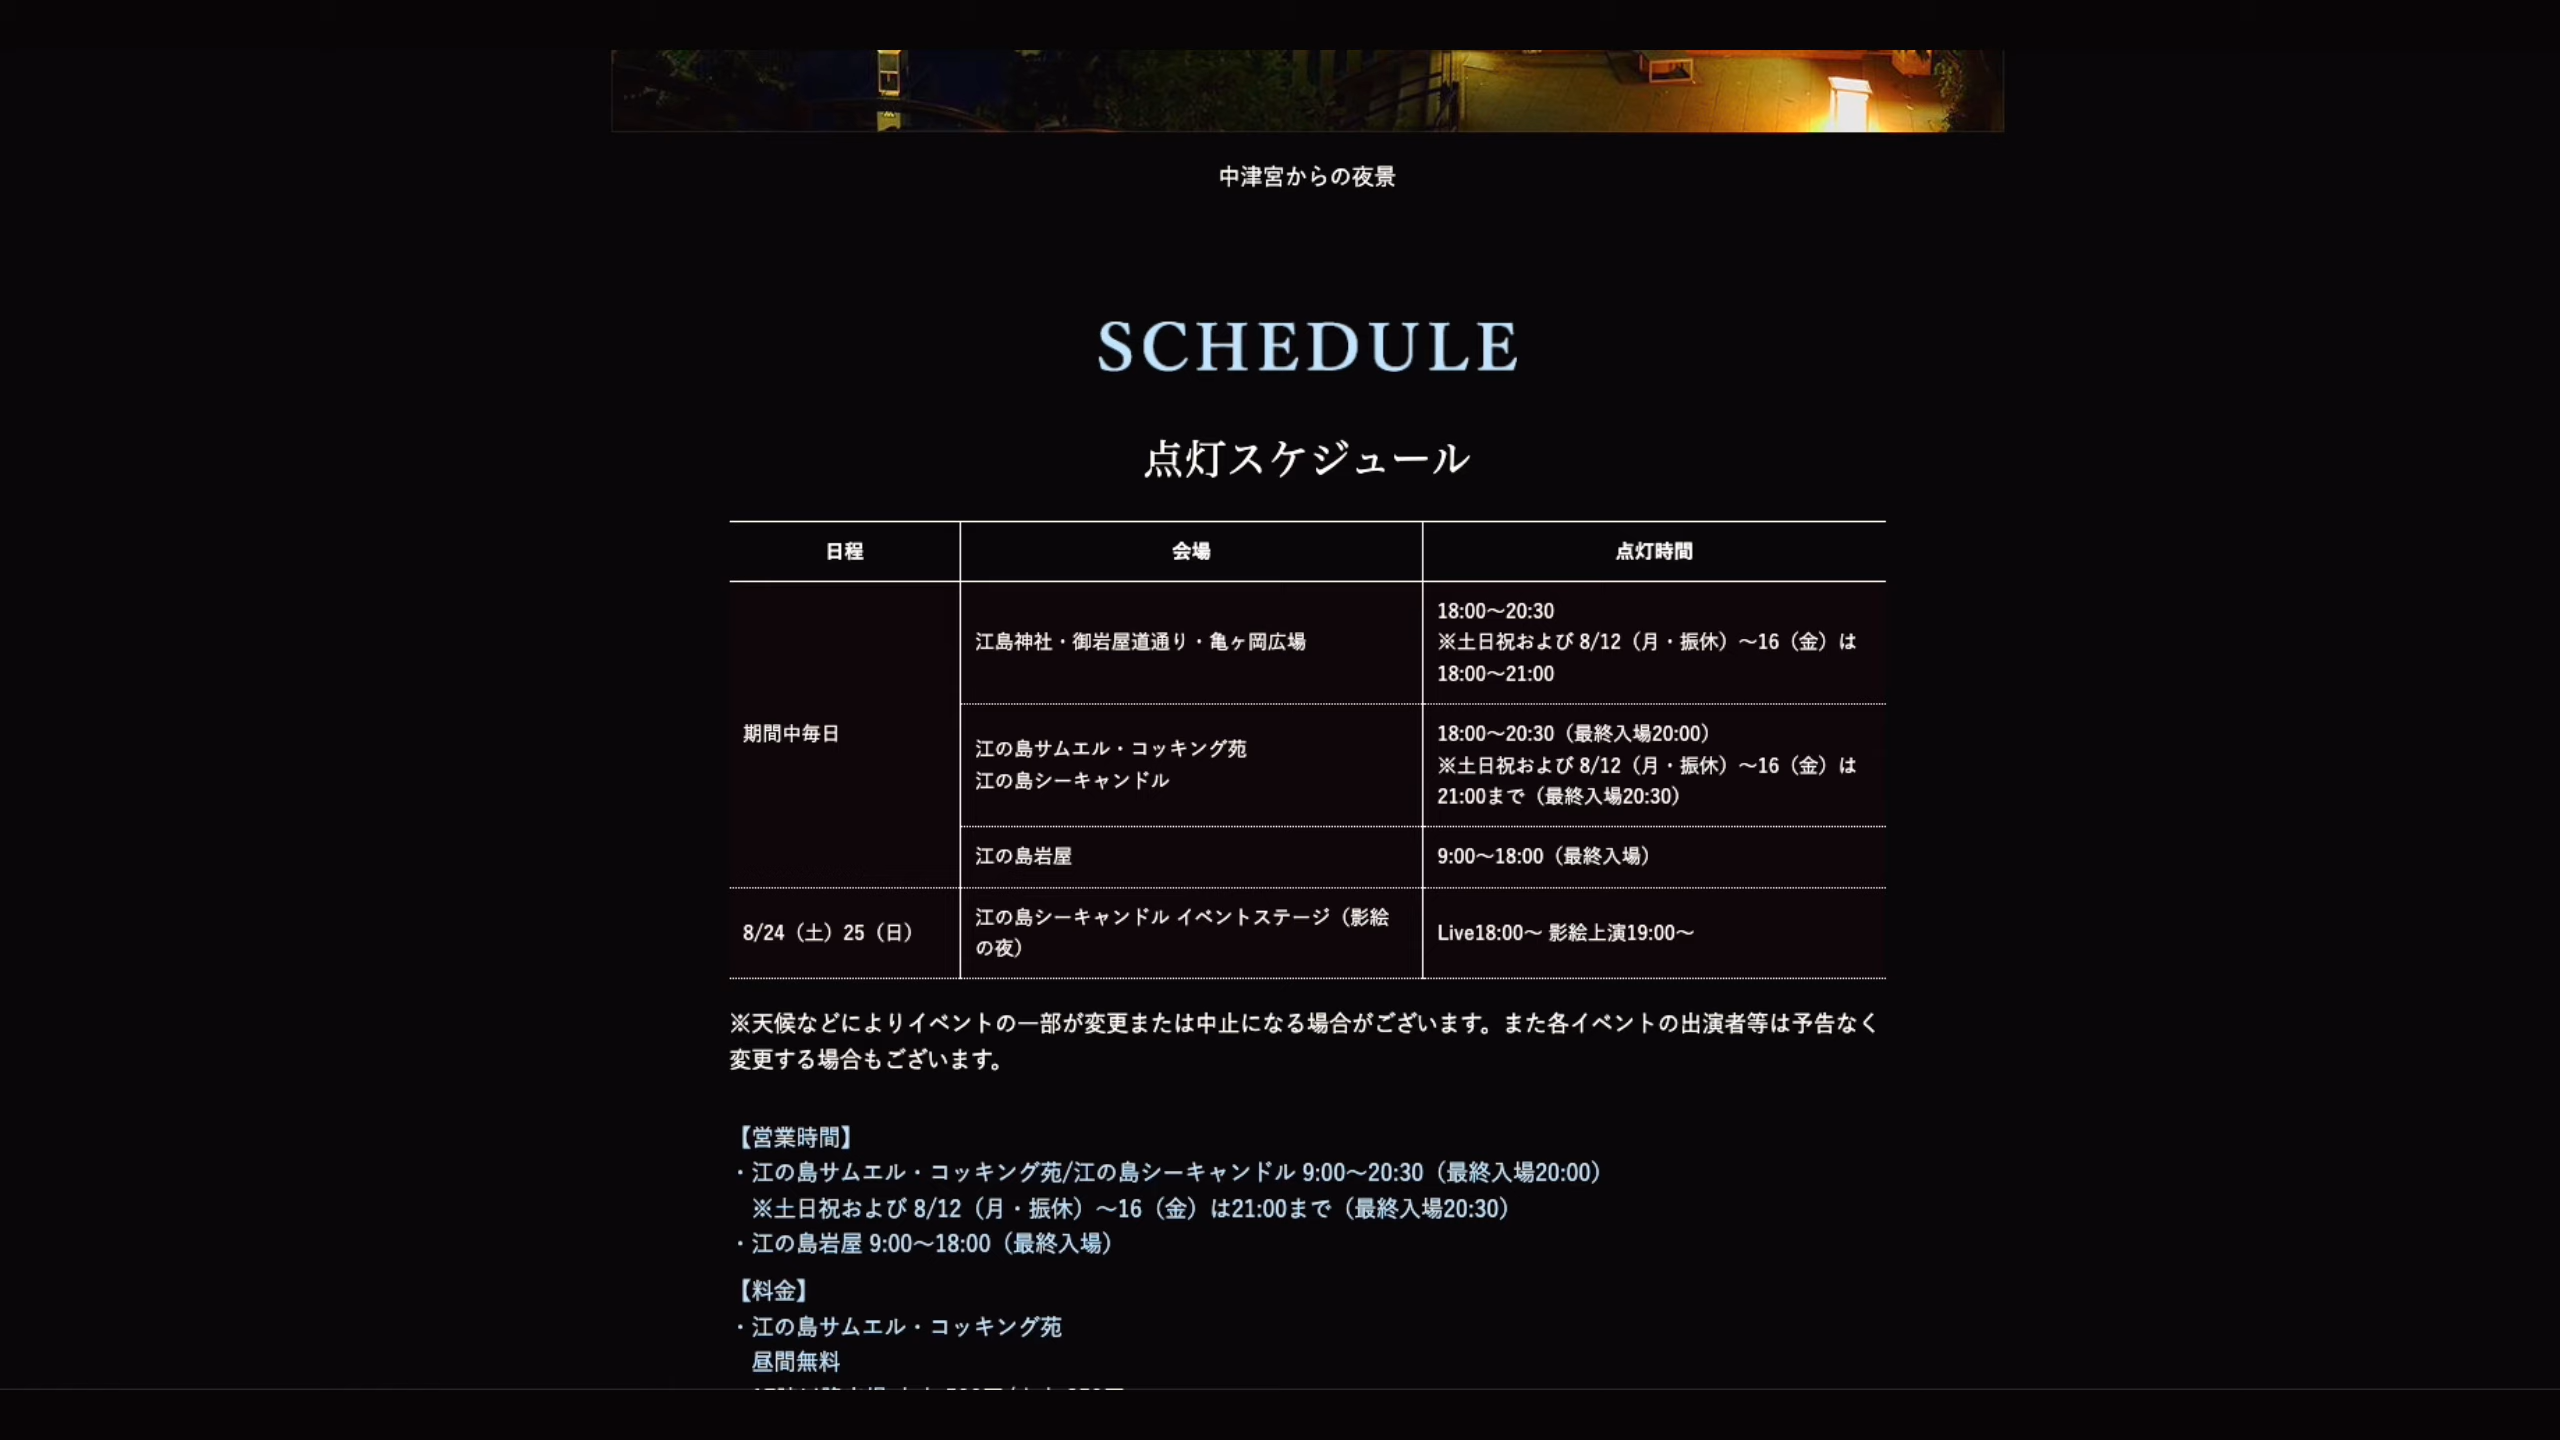 中津宮からの夜景
SCHEDULE
点灯スケジュール
日程
会場
点灯時間
期間中毎日
江島神社・御岩屋道通り・亀ヶ岡広場
18:00〜20:30
※土日祝および 8/12（月・振休）〜16（金）は
18:00〜21:00
江の島サムエル・コッキング苑
江の島シーキャンドル
18:00〜20:30（最終入場20:00）
※土日祝および 8/12（月・振休）〜16（金）は
21:00まで（最終入場20:30）
江の島岩屋
9:00〜18:00（最終入場）
8/24（土）25（日）
江の島シーキャンドル イベントステージ（影絵
の夜）
Live18:00〜 影絵上演19:00〜
※天候などによりイベントの一部が変更または中止になる場合がございます。また各イベントの出演者等は予告なく
変更する場合もございます。
【営業時間】
・江の島サムエル・コッキング苑/江の島シーキャンドル 9:00〜20:30（最終入場20:00）
※土日祝および 8/12（月・振休）〜16（金）は21:00まで（最終入場20:30）
・江の島岩屋 9:00〜18:00（最終入場）
【料金】
・江の島サムエル・コッキング苑
昼間無料